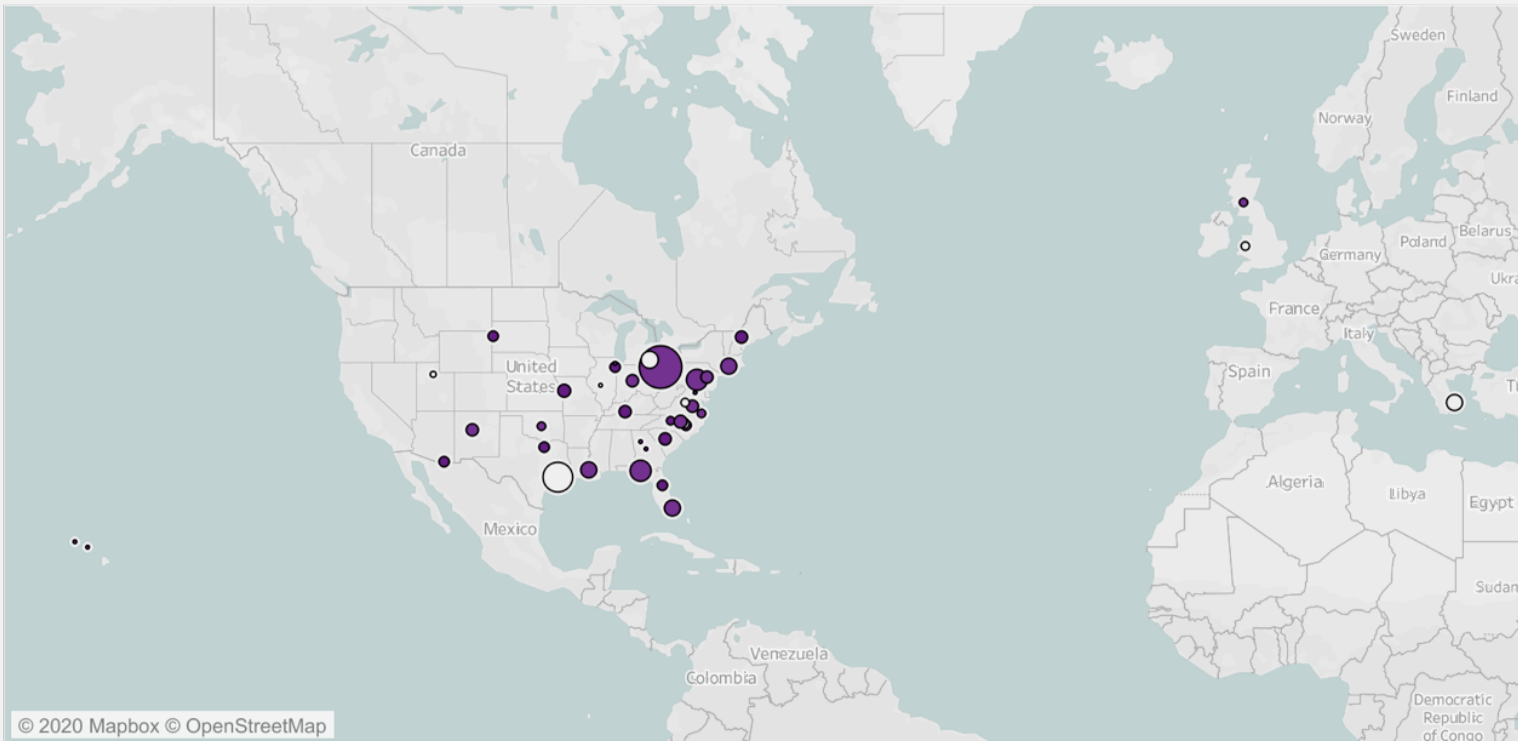 Sweden
Finland
Norway
Canada
Belarus
Poland
Germany
Ukra
France
Italy
United
States
Spain
Tu
Algeria
Libya
Egypt
Mexico
Sudan
Venezuela
Colombia
Democratic
Republic
of Congo
© 2020 Mapbox © OpenStreetMap